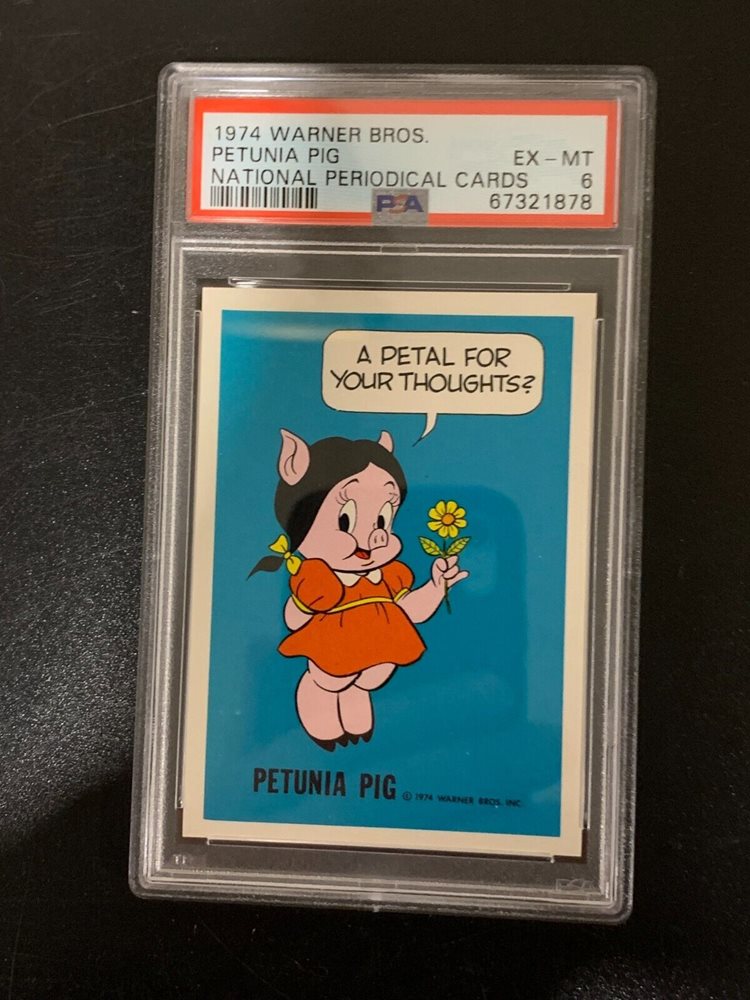 1974 WARNER BROS.
PETUNIA PIG EX - MT
NATIONAL PERIODICAL CARDS 6
PSA 67321878
A PETAL FOR
YOUR THOUGHTS?
PETUNIA PIG © 1974 WARNER BROS. INC.